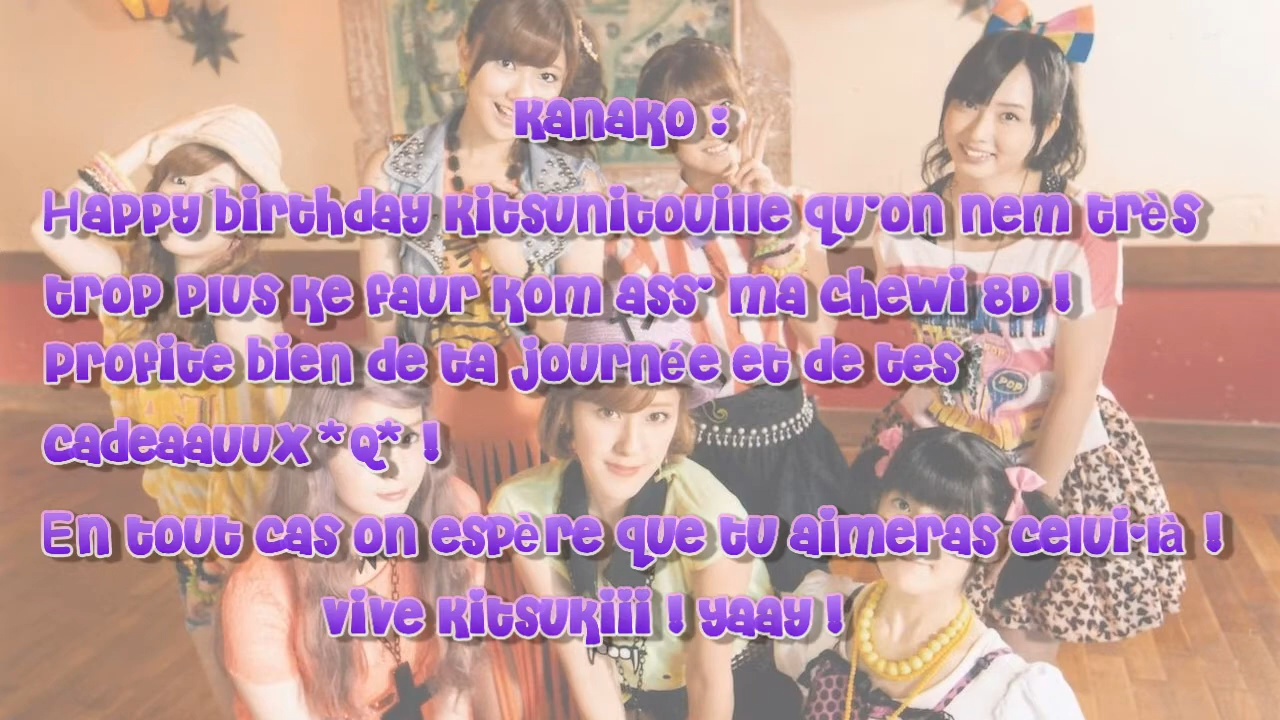 Kanako :
Happy birthday Kitsunitouille qu'on nem très
trop plus ke faur kom ass' ma chewi 8D !
Profite bien de ta journée et de tes
cadeaauuux *Q* !
En tout cas on espère que tu aimeras celui-là !
Vive Kitsukiii ! Yaay !
POP